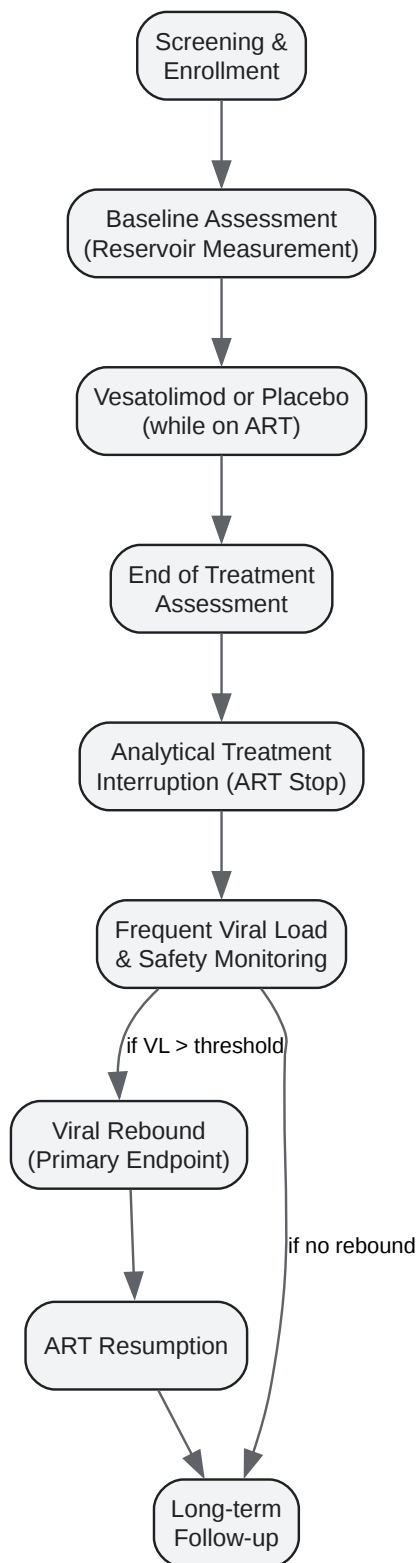 Screening &
Enrollment
Baseline Assessment
(Reservoir Measurement)
Vesatolimod or Placebo
(while on ART)
End of Treatment
Assessment
Analytical Treatment
Interruption (ART Stop)
Frequent Viral Load
& Safety Monitoring
if VL > threshold
Viral Rebound
(Primary Endpoint)
if no rebound
ART Resumption
Long-term
Follow-up